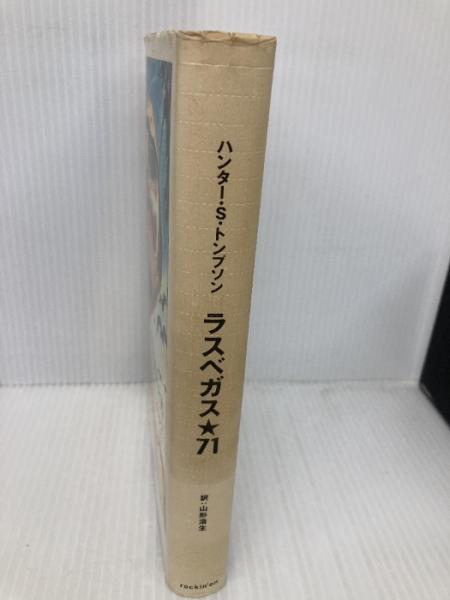 ハンター・S・トンプソン
ラスベガス★71
訳：山形浩生
rockin'on